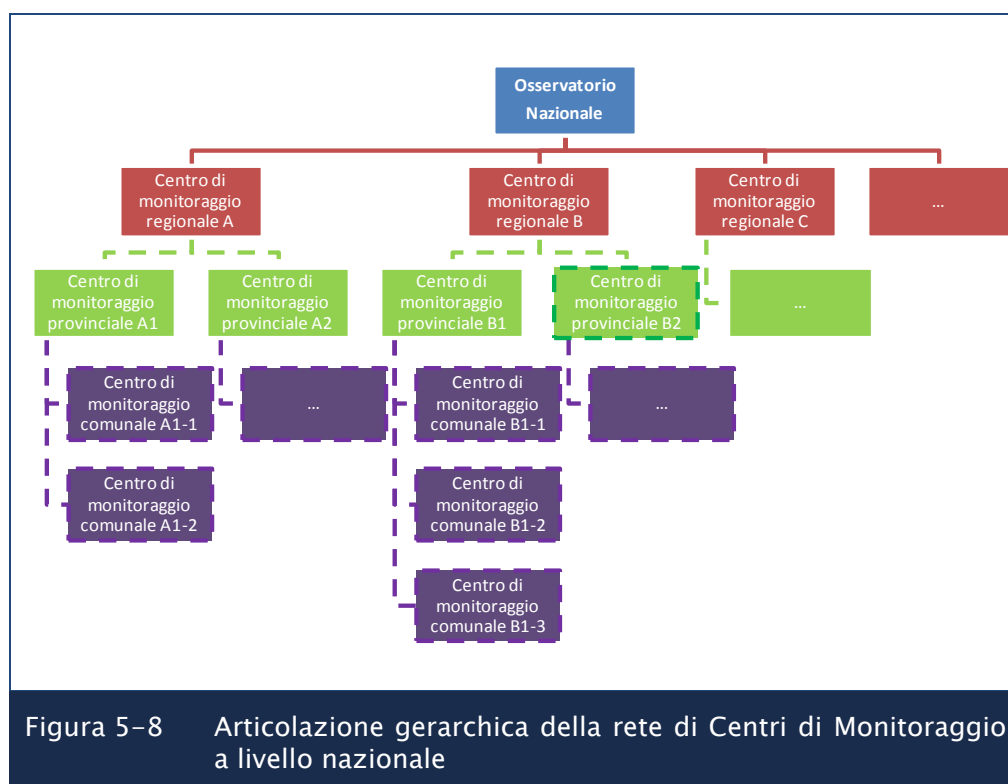 Osservatorio
Nazionale
Centro di
monitoraggio
regionale A
Centro di
monitoraggio
regionale B
Centro di
monitoraggio
regionale C
...
Centro di
monitoraggio
provinciale A1
Centro di
monitoraggio
provinciale A2
Centro di
monitoraggio
provinciale B1
Centro di
monitoraggio
provinciale B2
...
Centro di
monitoraggio
comunale A1-1
...
Centro di
monitoraggio
comunale B1-1
...
Centro di
monitoraggio
comunale A1-2
Centro di
monitoraggio
comunale B1-2
Centro di
monitoraggio
comunale B1-3
Figura 5-8 Articolazione gerarchica della rete di Centri di Monitoraggio
a livello nazionale